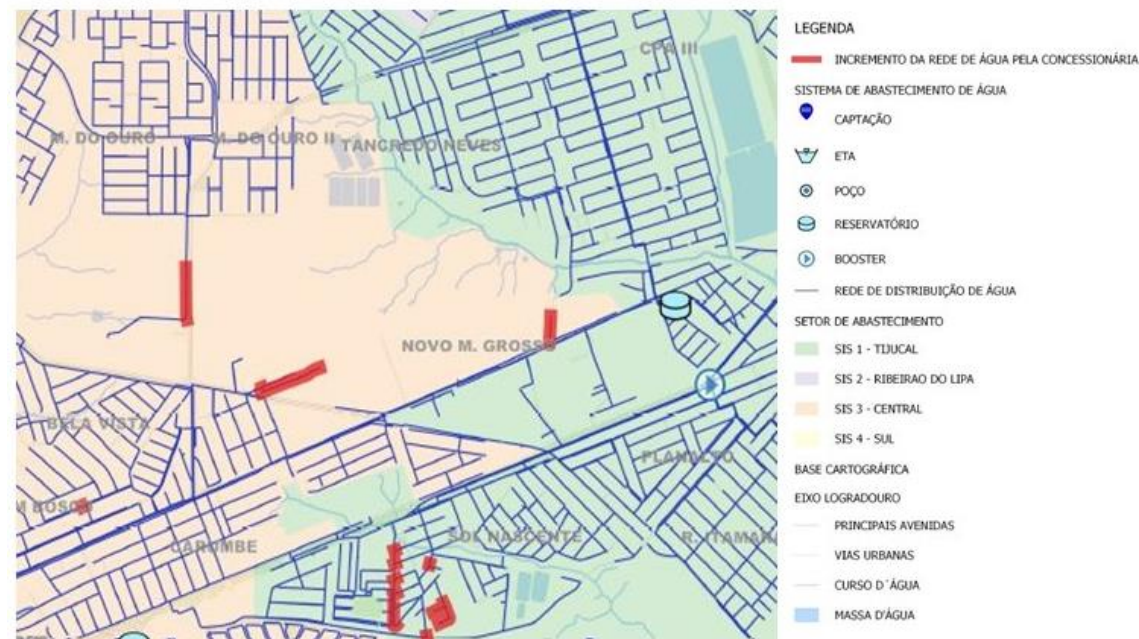 CPA III
M. DO OURO
M. DO OURO II
TANCREDO NEVES
NOVO M. GROSSO
BELA VISTA
M BOSCO
PLANALTO
CARUMBE
SOL NASCENTE
R. ITAMARA
LEGENDA
INCREMENTO DA REDE DE ÁGUA PELA CONCESSIONÁRIA
SISTEMA DE ABASTECIMENTO DE ÁGUA
CAPTAÇÃO
ETA
POÇO
RESERVATÓRIO
BOOSTER
REDE DE DISTRIBUIÇÃO DE ÁGUA
SETOR DE ABASTECIMENTO
SIS 1 - TIJUCAL
SIS 2 - RIBEIRAO DO LIPA
SIS 3 - CENTRAL
SIS 4 - SUL
BASE CARTOGRÁFICA
EIXO LOGRADOURO
PRINCIPAIS AVENIDAS
VIAS URBANAS
CURSO D´ÁGUA
MASSA D'ÁGUA